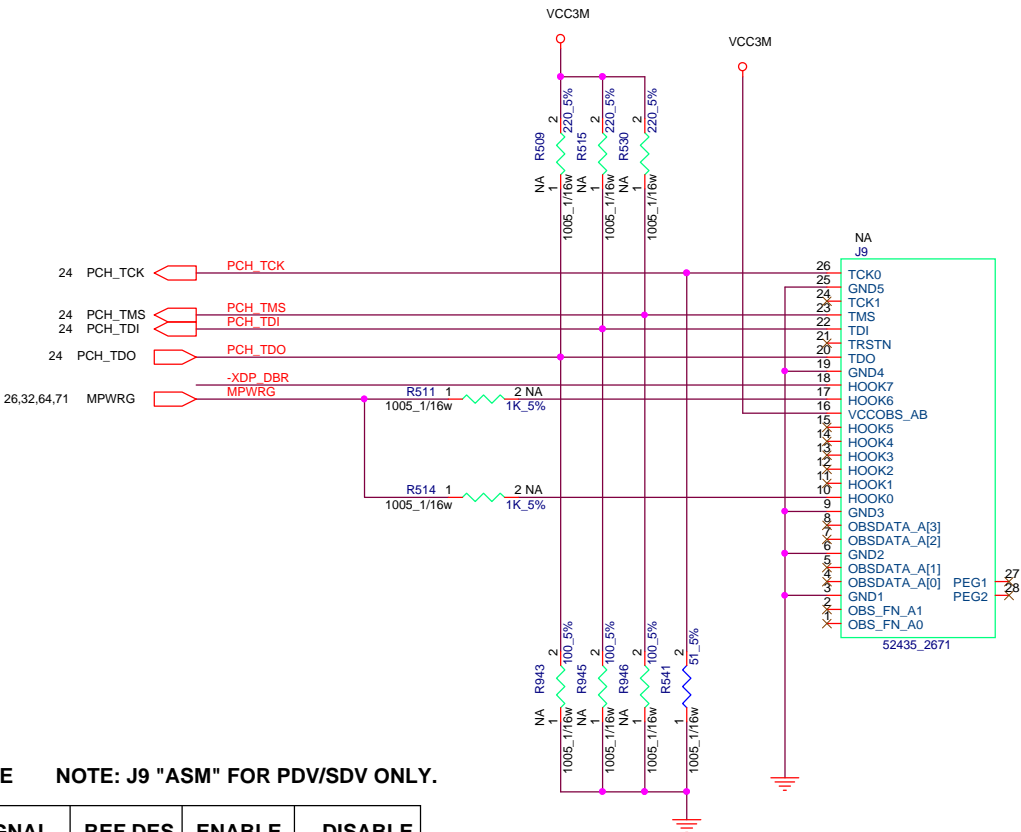 VCC3M
VCC3M
R509 2 220_5%
NA 1 1005_1/16w
R515 2 220_5%
NA 1 1005_1/16w
R530 2 220_5%
NA 1 1005_1/16w
NA
J9
24 PCH_TCK PCH_TCK
24 PCH_TMS PCH_TMS
24 PCH_TDI PCH_TDI
24 PCH_TDO PCH_TDO
-XDP_DBR
26,32,64,71 MPWRG MPWRG
R511 1 2 NA
1005_1/16w 1K_5%
R514 1 2 NA
1005_1/16w 1K_5%
26 TCK0
25 GND5
24 TCK1
23 TMS
22 TDI
21 TRSTN
20 TDO
19 GND4
18 HOOK7
17 HOOK6
16 VCCOBS_AB
15 HOOK5
14 HOOK4
13 HOOK3
12 HOOK2
11 HOOK1
10 HOOK0
9 GND3
8 OBSDATA_A[3]
7 OBSDATA_A[2]
6 GND2
5 OBSDATA_A[1]
4 OBSDATA_A[0] PEG1 27
3 GND1 PEG2 28
2 OBS_FN_A1
1 OBS_FN_A0
52435_2671
R943 2 100_5%
NA 1 1005_1/16w
R945 2 100_5%
NA 1 1005_1/16w
R946 2 100_5%
NA 1 1005_1/16w
R541 2 51_5%
1 1005_1/16w
E NOTE: J9 "ASM" FOR PDV/SDV ONLY.
GNAL REF.DES ENABLE DISABLE